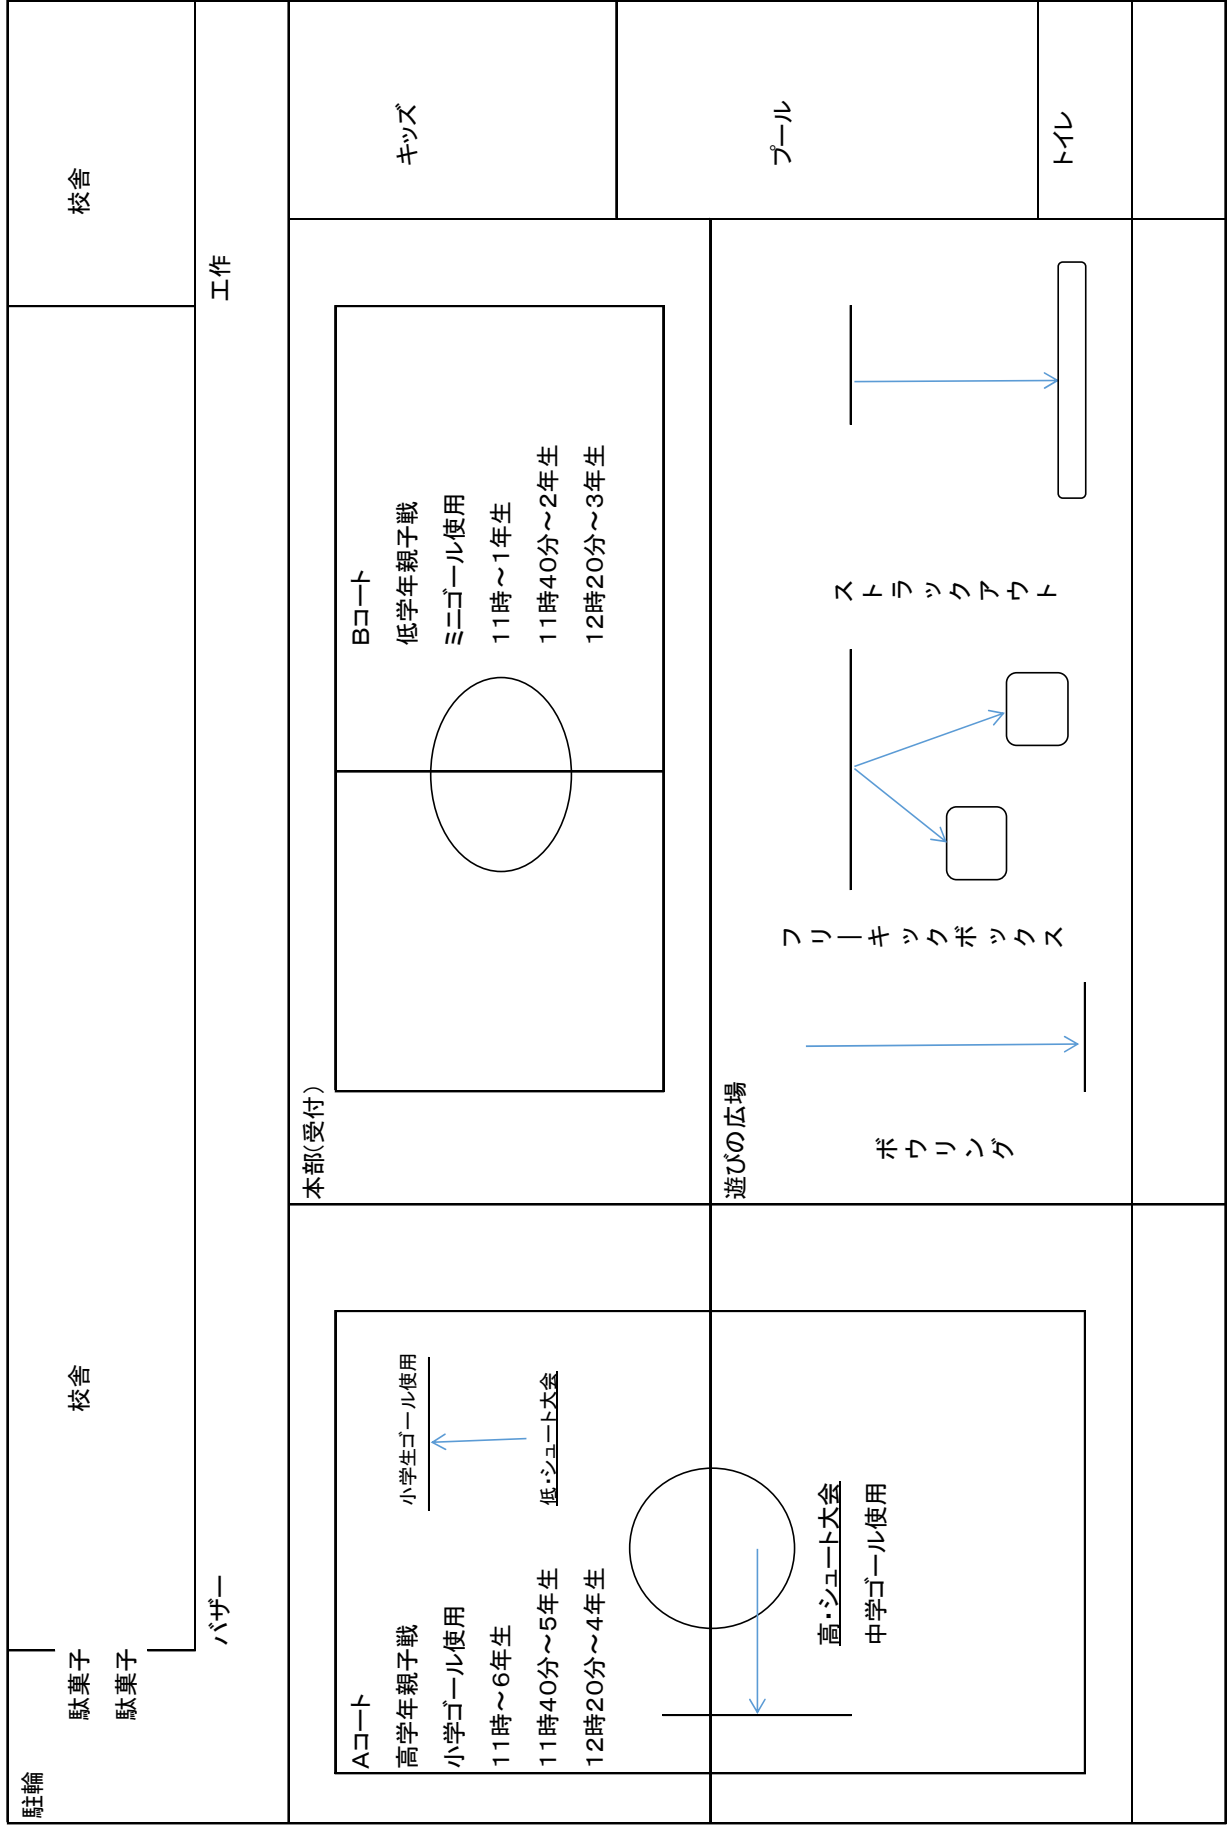 駐輪
駄菓子
駄菓子
校舎
校舎
バザー
工作
本部(受付)
キッズ
プール
トイレ
Aコート
高学年親子戦
小学ゴール使用
11時～6年生
11時40分～5年生
12時20分～4年生
小学生ゴール使用
低・シュート大会
高・シュート大会
中学ゴール使用
Bコート
低学年親子戦
ミニゴール使用
11時～1年生
11時40分～2年生
12時20分～3年生
遊びの広場
ボウリング
フリーキックボックス
ストラックアウト